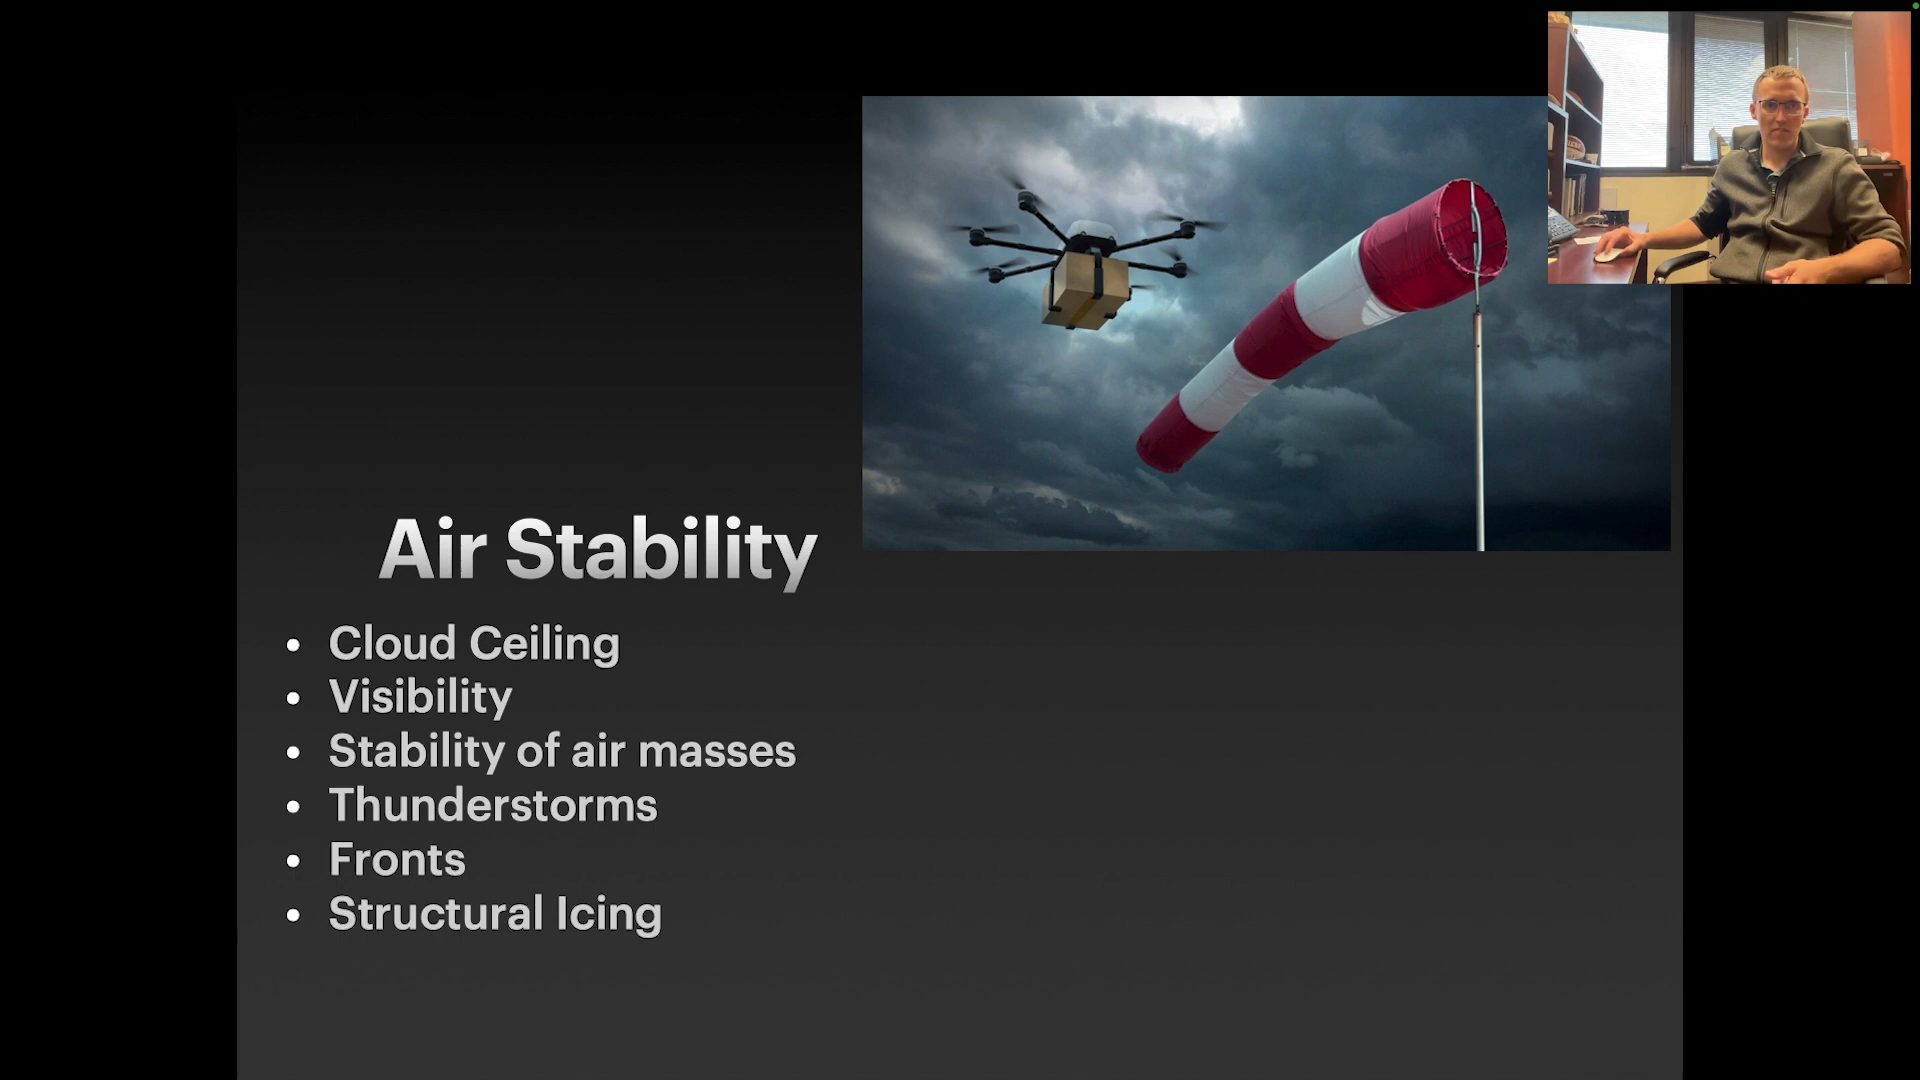 Air Stability
• Cloud Ceiling
• Visibility
• Stability of air masses
• Thunderstorms
• Fronts
• Structural Icing